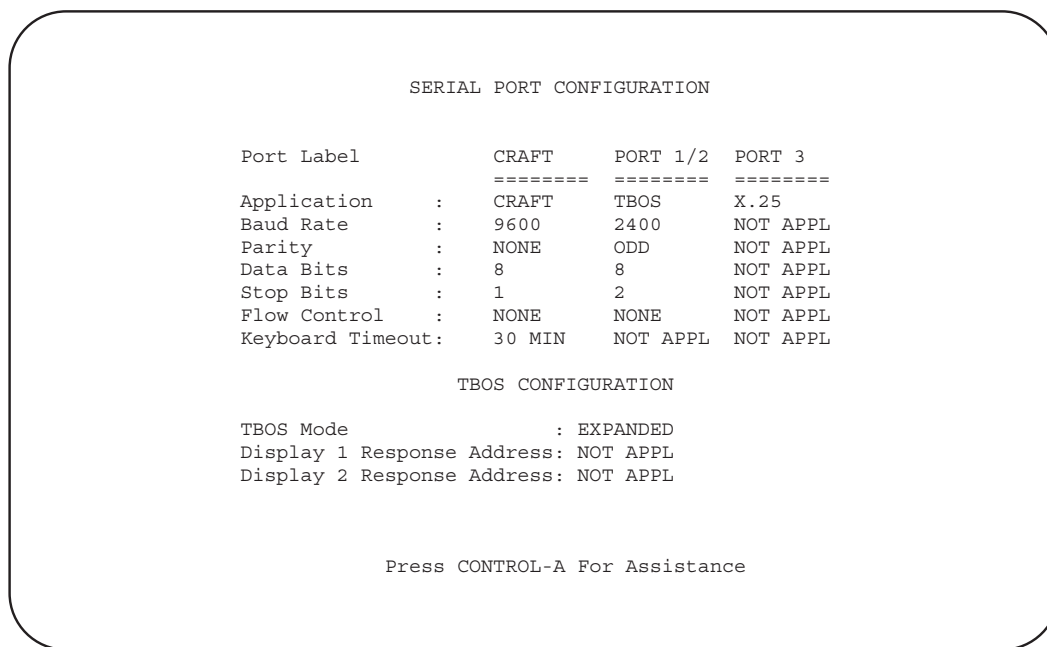 SERIAL PORT CONFIGURATION
Port Label CRAFT PORT 1/2 PORT 3
======== ======== ========
Application : CRAFT TBOS X.25
Baud Rate : 9600 2400 NOT APPL
Parity : NONE ODD NOT APPL
Data Bits : 8 8 NOT APPL
Stop Bits : 1 2 NOT APPL
Flow Control : NONE NONE NOT APPL
Keyboard Timeout: 30 MIN NOT APPL NOT APPL
TBOS CONFIGURATION
TBOS Mode : EXPANDED
Display 1 Response Address: NOT APPL
Display 2 Response Address: NOT APPL
Press CONTROL-A For Assistance